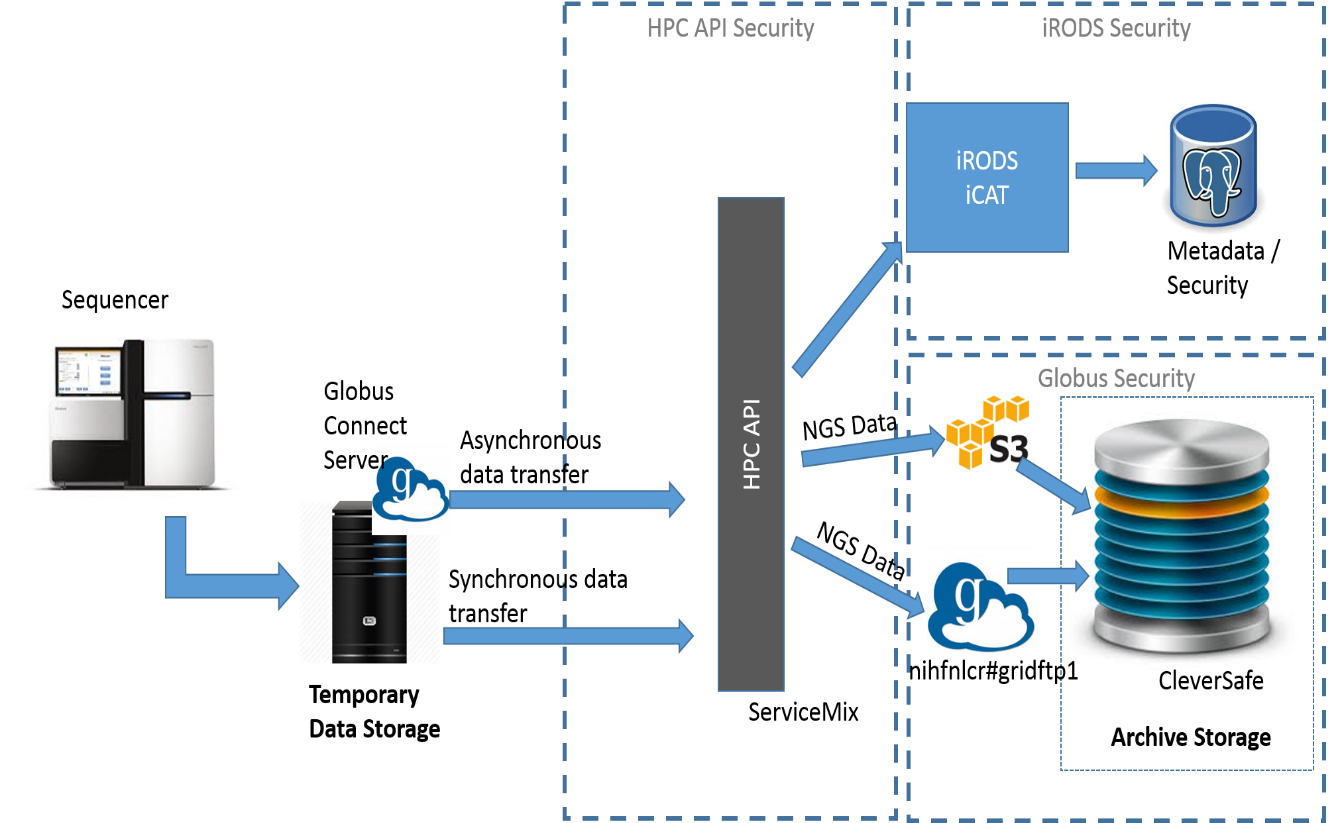 HPC API Security
iRODS Security
iRODS
iCAT
Metadata /
Security
Sequencer
Globus
Connect
Server
g
Asynchronous
data transfer
Synchronous data
transfer
Temporary
Data Storage
HPC API
ServiceMix
NGS Data
NGS Data
Globus Security
S3
g
nihfnlcr#gridftp1
CleverSafe
Archive Storage